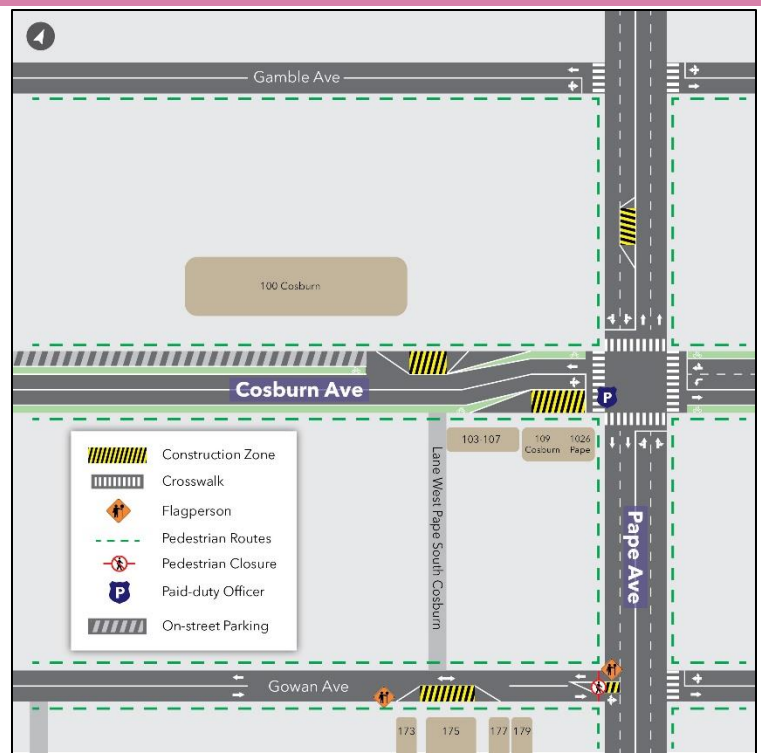 Gamble Ave
100 Cosburn
Cosburn Ave
P
103-107
109
Cosburn
1026
Pape
Lane West Pape South Cosburn
Pape Ave
Construction Zone
Crosswalk
Flagperson
Pedestrian Routes
Pedestrian Closure
P
Paid-duty Officer
On-street Parking
Gowan Ave
173
175
177
179